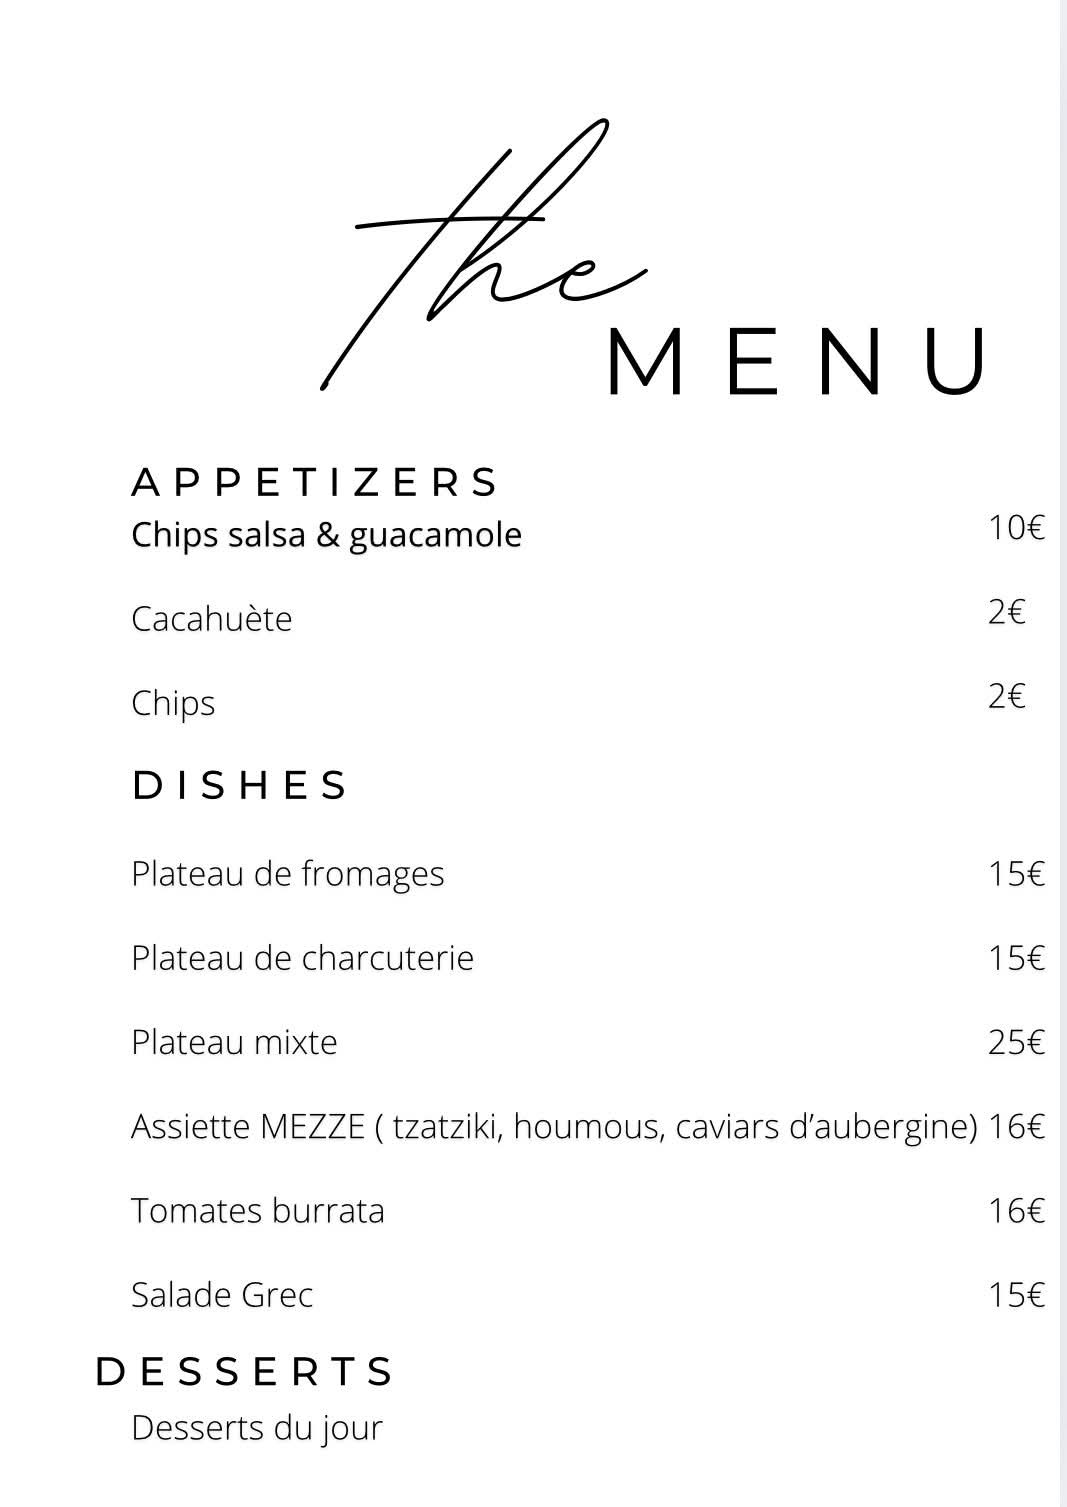 the
MENU
APPETIZERS
Chips salsa & guacamole 10€
Cacahuète 2€
Chips 2€
DISHES
Plateau de fromages 15€
Plateau de charcuterie 15€
Plateau mixte 25€
Assiette MEZZE ( tzatziki, houmous, caviars d’aubergine) 16€
Tomates burrata 16€
Salade Grec 15€
DESSERTS
Desserts du jour